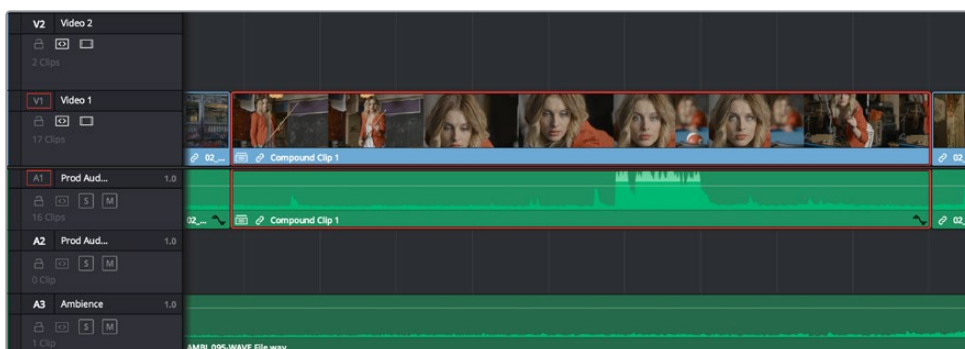 V2 Video 2
2 Clips
V1 Video 1
17 Clips
02_...
Compound Clip 1
02_
A1 Prod Aud... 1.0
S M
16 Clips
02_...
Compound Clip 1
02_
A2 Prod Aud... 1.0
S M
0 Clip
A3 Ambience 1.0
S M
1 Clip
AMBI_095-WAVE File.wav